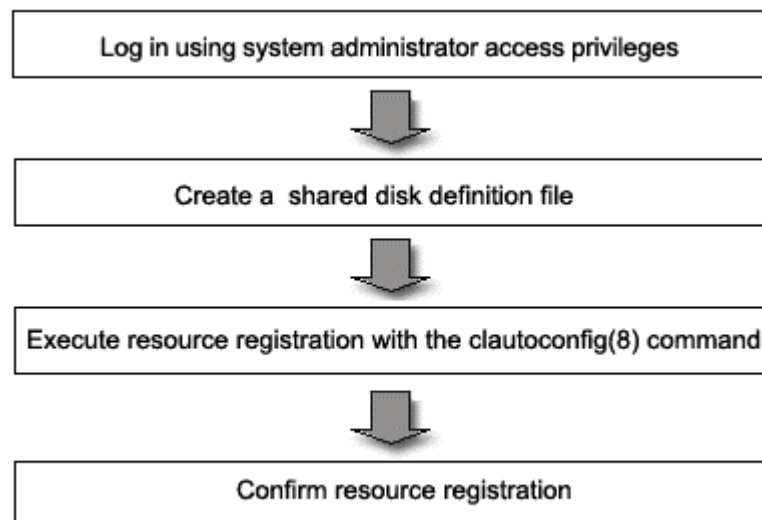 Log in using system administrator access privileges
Create a shared disk definition file
Execute resource registration with the clautoconfig(8) command
Confirm resource registration